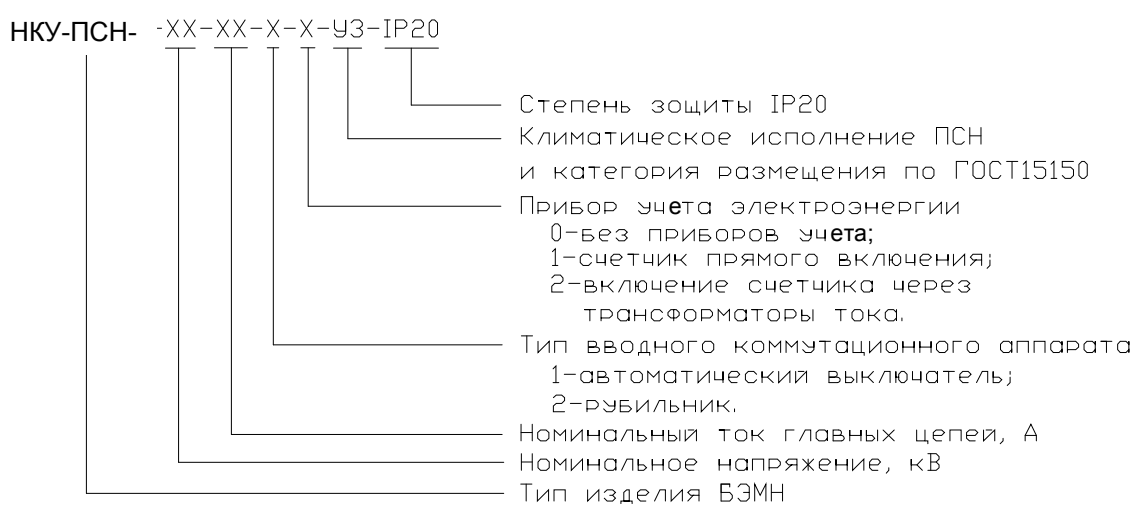 НКУ-ПСН- -XX-XX-X-X-У3-IP20
Степень зощиты IP20
Климатическое исполнение ПСН
и категория размещения по ГОСТ15150
Прибор учета электроэнергии
0-без приборов учета;
1-счетчик прямого включения;
2-включение счетчика через
трансформаторы тока.
Тип вводного коммутационного аппарата
1-автоматический выключатель;
2-рубильник.
Номинальный ток главных цепей, А
Номинальное напряжение, кВ
Тип изделия БЭМН